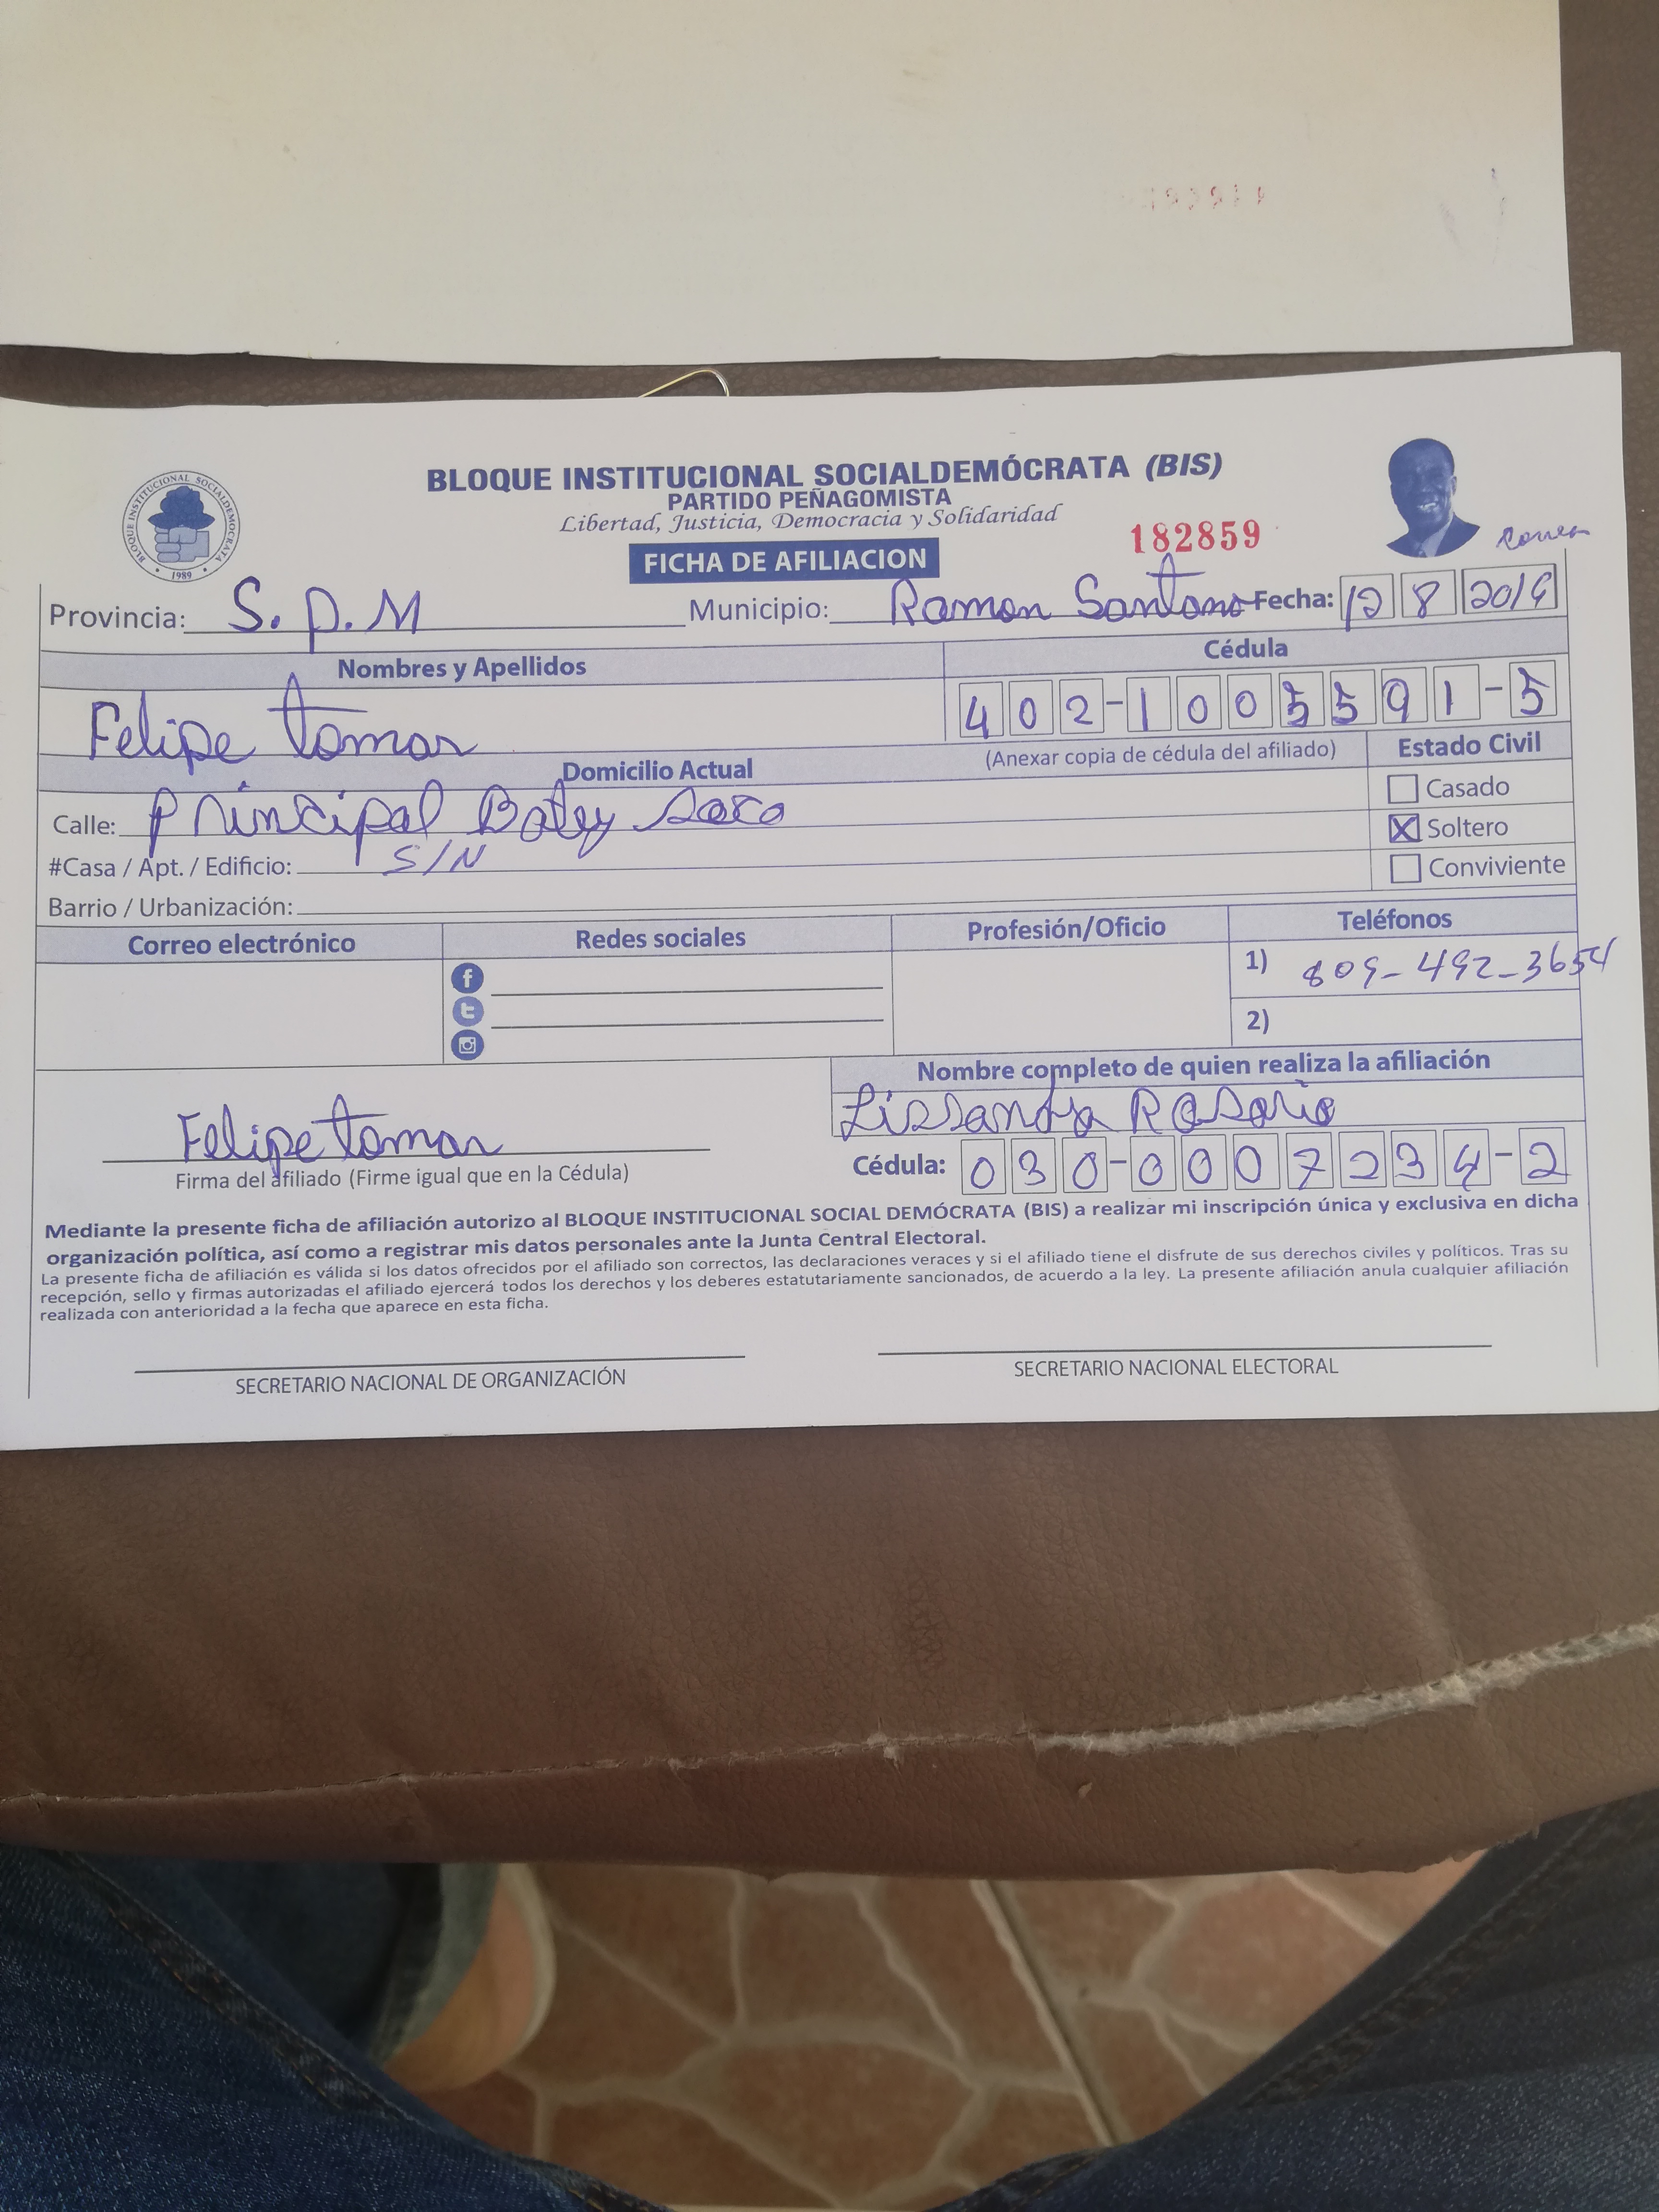 BLOQUE INSTITUCIONAL SOCIALDEMÓCRATA (BIS)
PARTIDO PEÑAGOMISTA
Libertad, Justicia, Democracia y Solidaridad
182859
FICHA DE AFILIACION
BLOQUE INSTITUCIONAL SOCIALDEMOCRATA
1989
Provincia: S. P. M Municipio: Ramon Santana Fecha: 12 8 2019
Nombres y Apellidos Cédula
Felipe tomas 402-1005591-5
(Anexar copia de cédula del afiliado) Estado Civil
Domicilio Actual
Casado
Calle: Principal Batey Seco
X Soltero
#Casa / Apt. / Edificio: S/N
Conviviente
Barrio / Urbanización:
Correo electrónico Redes sociales Profesión/Oficio Teléfonos
1) 809-492-3654
2)
Nombre completo de quien realiza la afiliación
Lissandra Rosario
Felipe tomas
Firma del afiliado (Firme igual que en la Cédula)
Cédula: 030-0007234-2
Mediante la presente ficha de afiliación autorizo al BLOQUE INSTITUCIONAL SOCIAL DEMÓCRATA (BIS) a realizar mi inscripción única y exclusiva en dicha
organización política, así como a registrar mis datos personales ante la Junta Central Electoral.
La presente ficha de afiliación es válida si los datos ofrecidos por el afiliado son correctos, las declaraciones veraces y si el afiliado tiene el disfrute de sus derechos civiles y políticos. Tras su
recepción, sello y firmas autorizadas el afiliado ejercerá todos los derechos y los deberes estatutariamente sancionados, de acuerdo a la ley. La presente afiliación anula cualquier afiliación
realizada con anterioridad a la fecha que aparece en esta ficha.
SECRETARIO NACIONAL DE ORGANIZACIÓN
SECRETARIO NACIONAL ELECTORAL